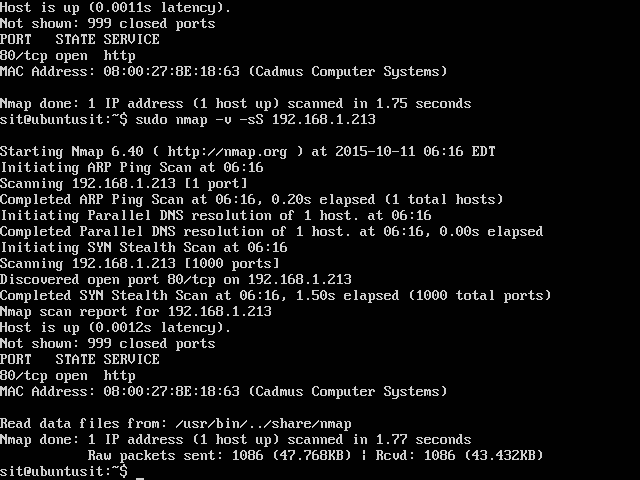 Host is up (0.0011s latency).
Not shown: 999 closed ports
PORT   STATE SERVICE
80/tcp open  http
MAC Address: 08:00:27:8E:18:63 (Cadmus Computer Systems)

Nmap done: 1 IP address (1 host up) scanned in 1.75 seconds
sit@ubuntusit:~$ sudo nmap -v -sS 192.168.1.213

Starting Nmap 6.40 ( http://nmap.org ) at 2015-10-11 06:16 EDT
Initiating ARP Ping Scan at 06:16
Scanning 192.168.1.213 [1 port]
Completed ARP Ping Scan at 06:16, 0.20s elapsed (1 total hosts)
Initiating Parallel DNS resolution of 1 host. at 06:16
Completed Parallel DNS resolution of 1 host. at 06:16, 0.00s elapsed
Initiating SYN Stealth Scan at 06:16
Scanning 192.168.1.213 [1000 ports]
Discovered open port 80/tcp on 192.168.1.213
Completed SYN Stealth Scan at 06:16, 1.50s elapsed (1000 total ports)
Nmap scan report for 192.168.1.213
Host is up (0.0012s latency).
Not shown: 999 closed ports
PORT   STATE SERVICE
80/tcp open  http
MAC Address: 08:00:27:8E:18:63 (Cadmus Computer Systems)

Read data files from: /usr/bin/../share/nmap
Nmap done: 1 IP address (1 host up) scanned in 1.77 seconds
           Raw packets sent: 1086 (47.768KB) | Rcvd: 1086 (43.432KB)
sit@ubuntusit:~$ _